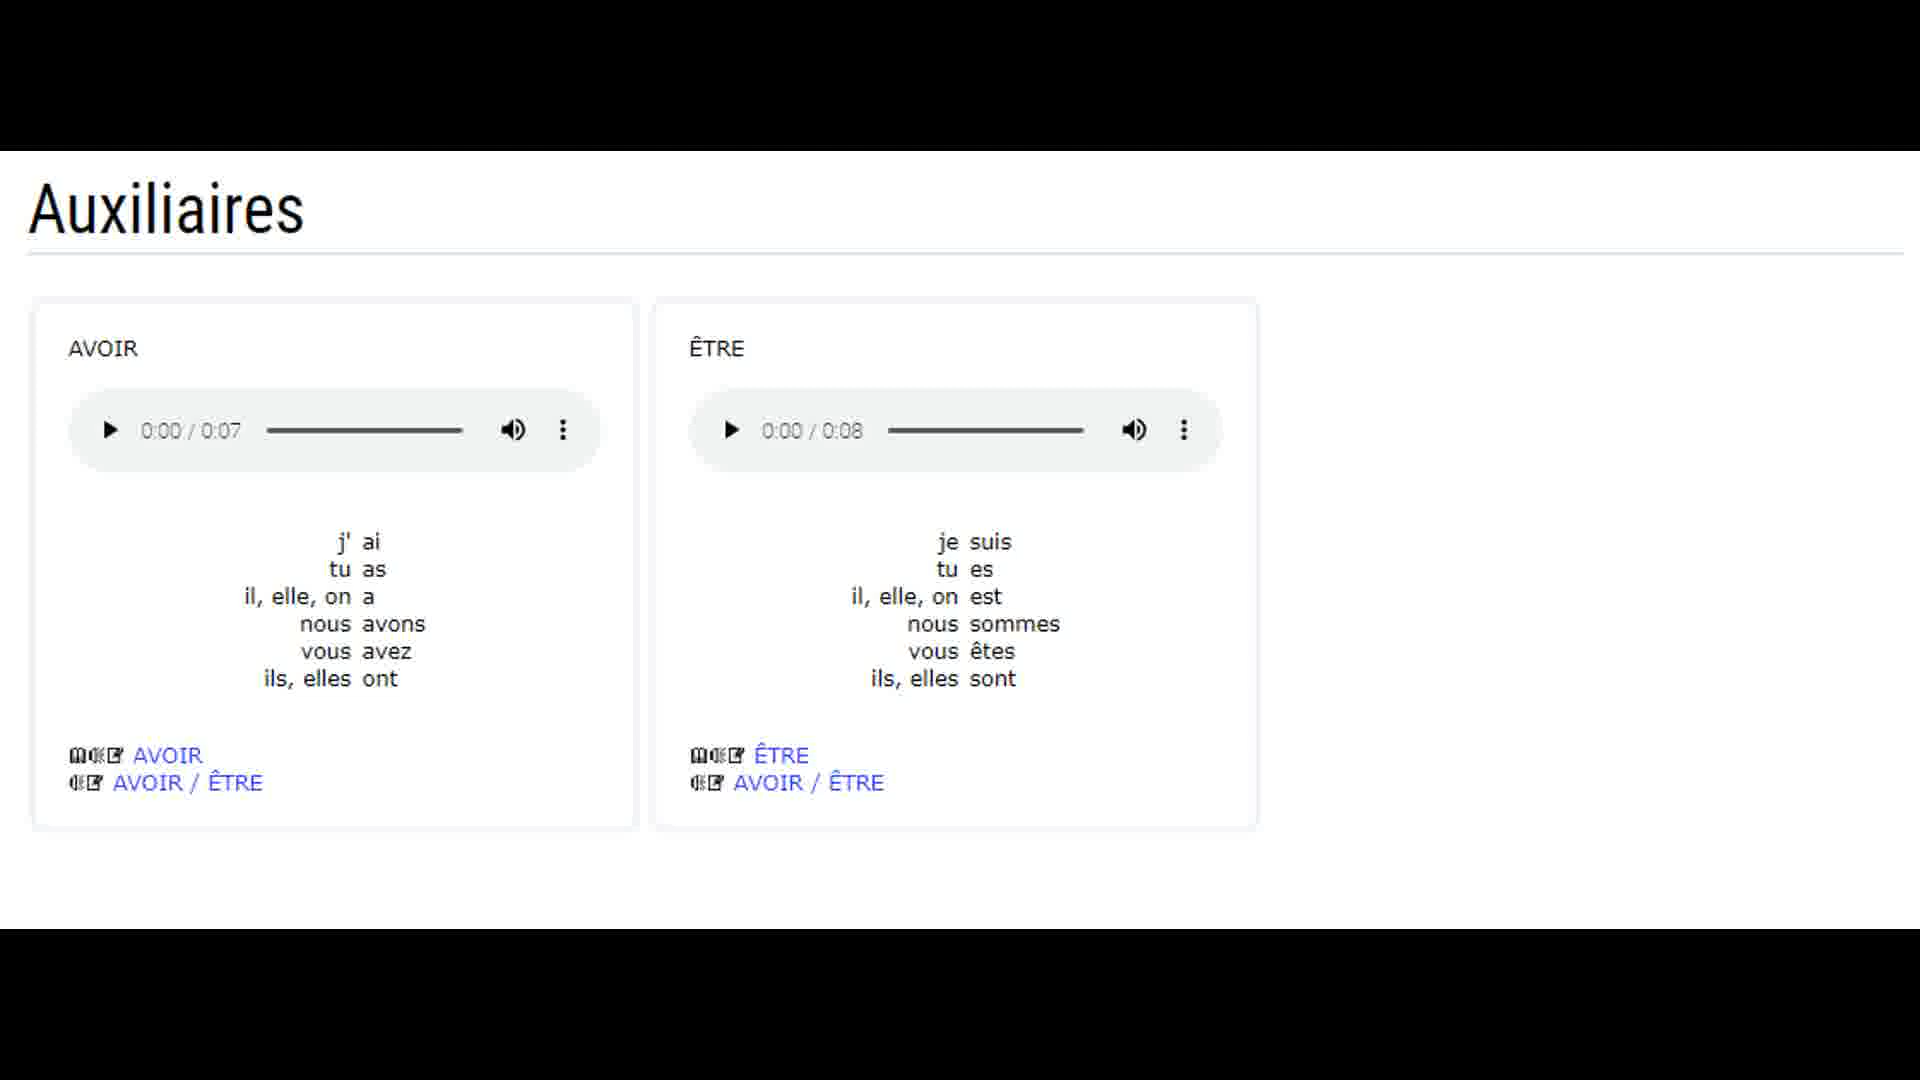 Auxiliaires
AVOIR
0:00 / 0:07
j' ai
tu as
il, elle, on a
nous avons
vous avez
ils, elles ont
AVOIR
AVOIR / ÊTRE
ÊTRE
0:00 / 0:08
je suis
tu es
il, elle, on est
nous sommes
vous êtes
ils, elles sont
ÊTRE
AVOIR / ÊTRE